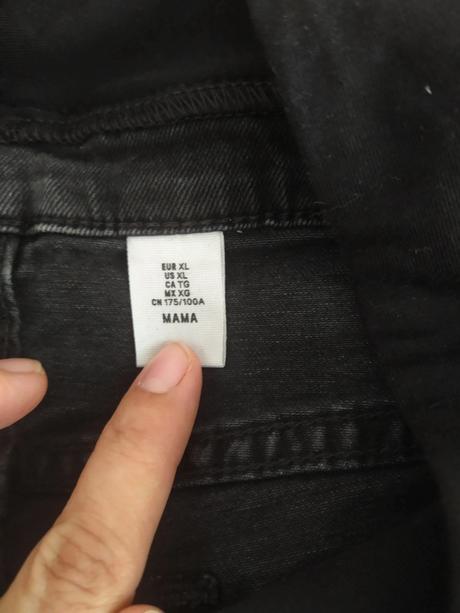 EUR XL
US XL
CA TG
MX XG
CN 175/100A
MAMA